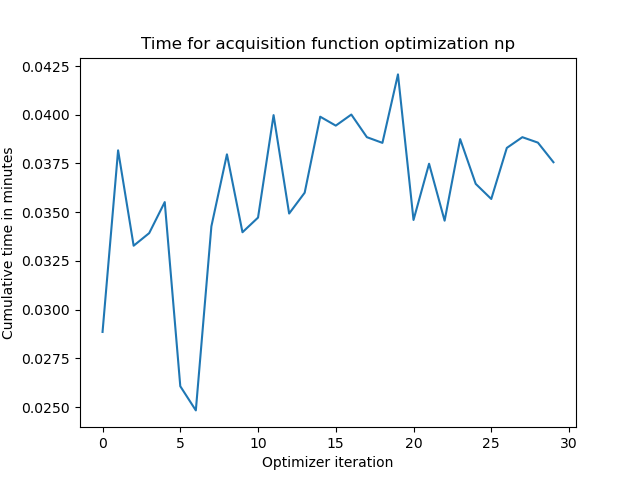 Time for acquisition function optimization np
0.0425
0.0400
0.0375
0.0350
0.0325
0.0300
0.0275
0.0250
Cumulative time in minutes
0 5 10 15 20 25 30
Optimizer iteration